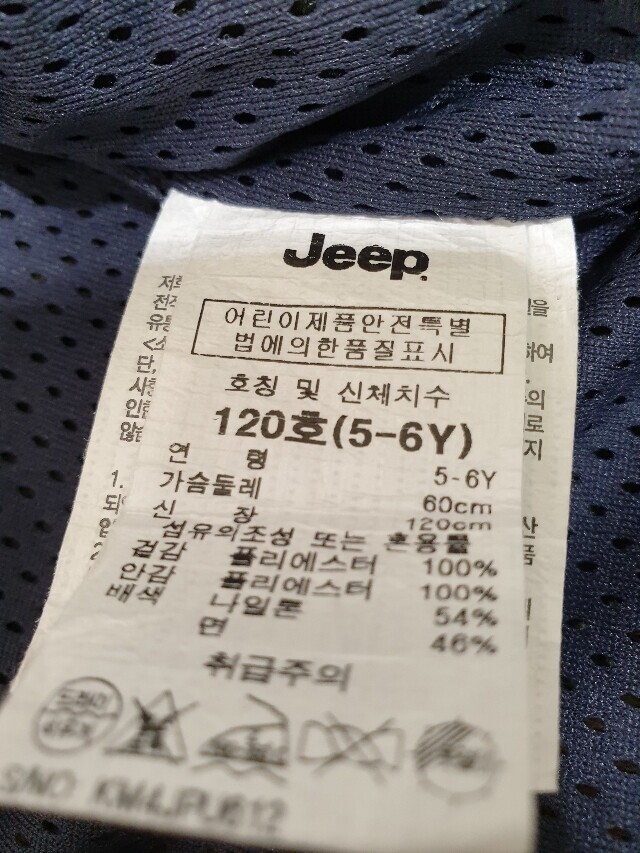 Jeep
어린이제품안전특별
법에의한품질표시
호칭 및 신체치수
120호(5-6Y)
연 령 5-6Y
가슴둘레 60cm
신 장 120cm
섬유의조성 또는 혼용률
겉감 폴리에스터 100%
안감 폴리에스터 100%
배색 나일론 54%
면 46%
취급주의
드라이
S/NO